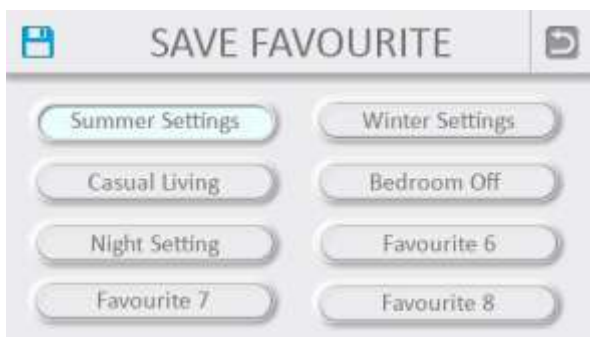 SAVE FAVOURITE
Summer Settings
Winter Settings
Casual Living
Bedroom Off
Night Setting
Favourite 6
Favourite 7
Favourite 8